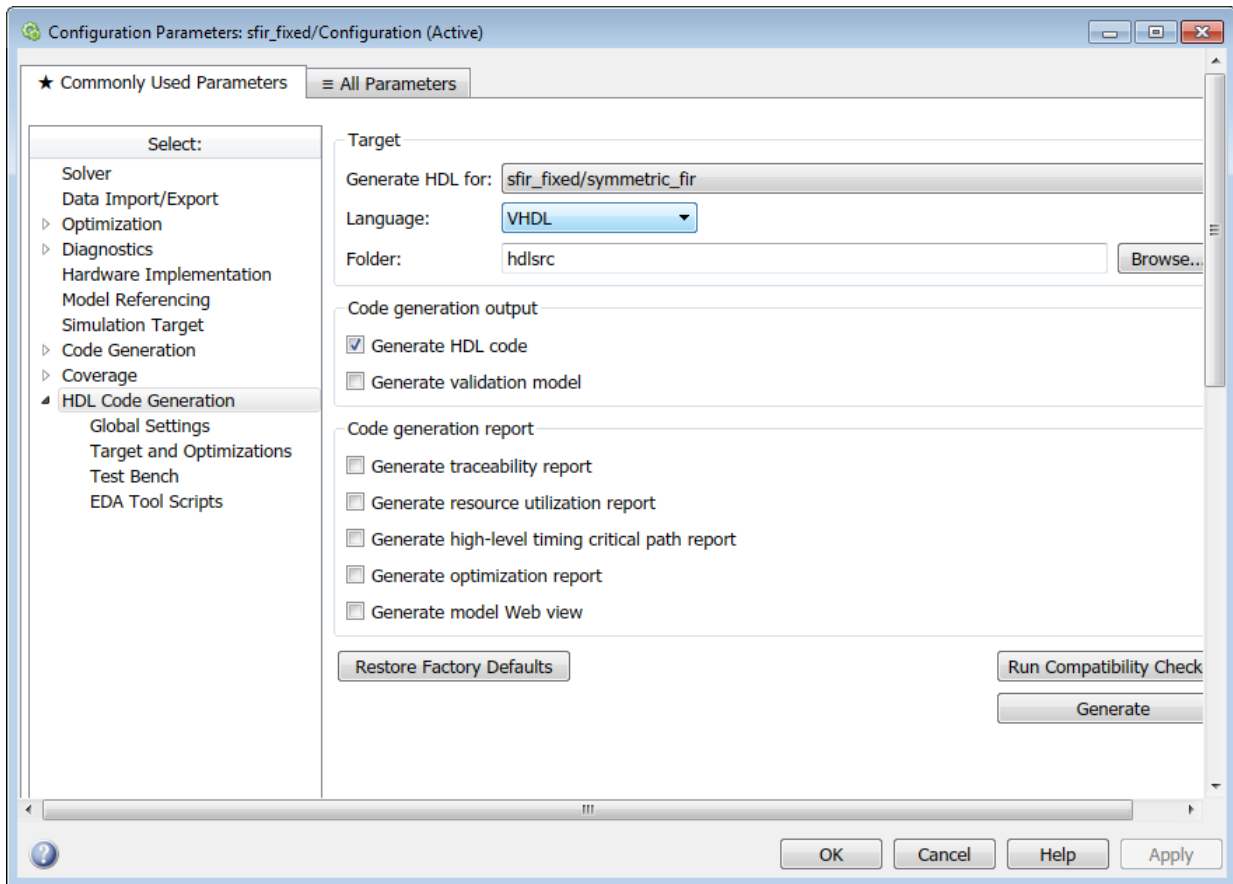 Configuration Parameters: sfir_fixed/Configuration (Active)
★ Commonly Used Parameters
≡ All Parameters
Select:
Solver
Data Import/Export
Optimization
Diagnostics
Hardware Implementation
Model Referencing
Simulation Target
Code Generation
Coverage
HDL Code Generation
Global Settings
Target and Optimizations
Test Bench
EDA Tool Scripts
Target
Generate HDL for: sfir_fixed/symmetric_fir
Language: VHDL
Folder: hdlsrc Browse...
Code generation output
Generate HDL code
Generate validation model
Code generation report
Generate traceability report
Generate resource utilization report
Generate high-level timing critical path report
Generate optimization report
Generate model Web view
Restore Factory Defaults Run Compatibility Check
Generate
OK Cancel Help Apply